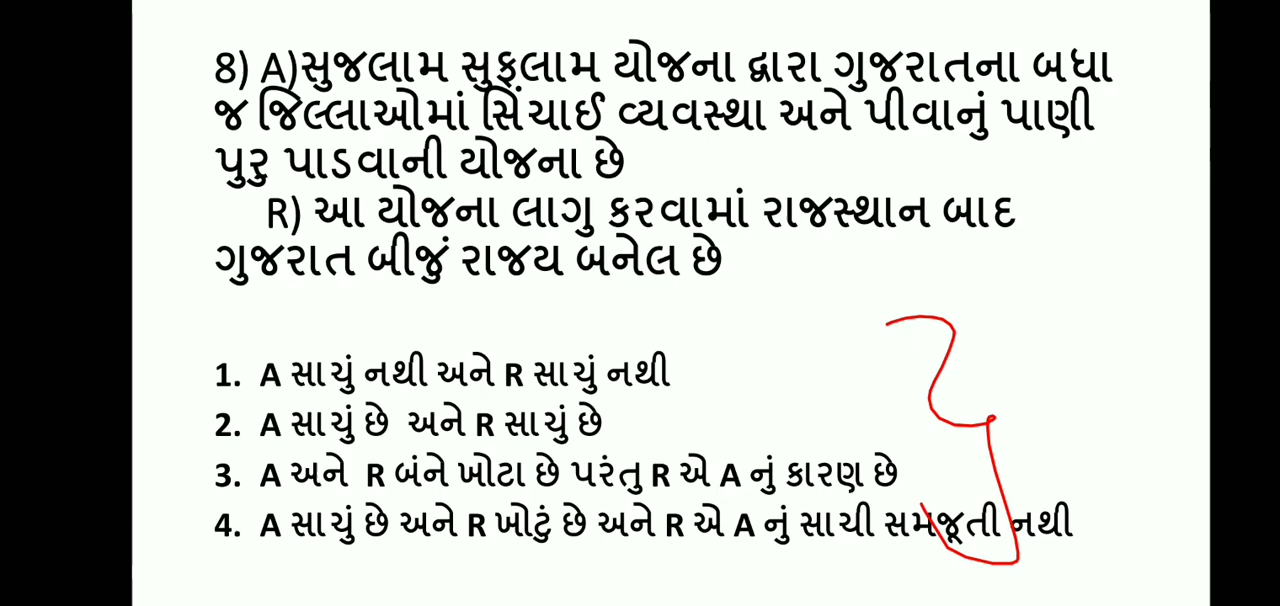 8) A)સુજલામ સુફલામ યોજના દ્વારા ગુજરાતના બધા
જ જિલ્લાઓમાં સિંચાઈ વ્યવસ્થા અને પીવાનું પાણી
પુરુ પાડવાની યોજના છે
R) આ યોજના લાગુ કરવામાં રાજસ્થાન બાદ
ગુજરાત બીજું રાજય બનેલ છે
1. A સાચું નથી અને R સાચું નથી
2. A સાચું છે અને R સાચું છે
3. A અને R બંને ખોટા છે પરંતુ R એ A નું કારણ છે
4. A સાચું છે અને R ખોટું છે અને R એ A નું સાચી સમજૂતી નથી